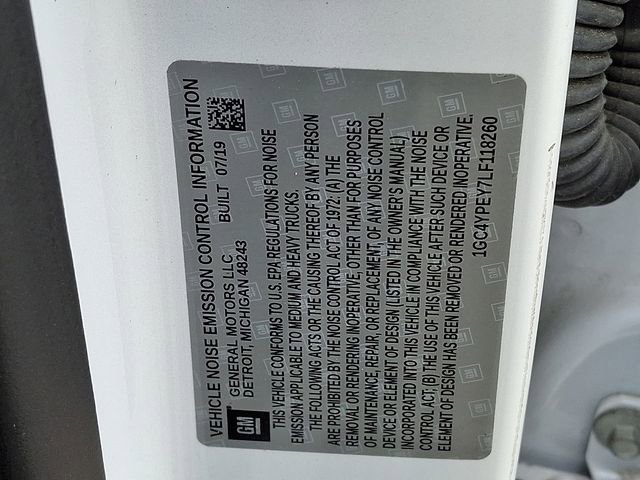 VEHICLE NOISE EMISSION CONTROL INFORMATION
GM
GENERAL MOTORS LLC
DETROIT, MICHIGAN 48243
BUILT 07/19
THIS VEHICLE CONFORMS TO U.S. EPA REGULATIONS FOR NOISE
EMISSION APPLICABLE TO MEDIUM AND HEAVY TRUCKS.
THE FOLLOWING ACTS OR THE CAUSING THEREOF BY ANY PERSON
ARE PROHIBITED BY THE NOISE CONTROL ACT OF 1972: (A) THE
REMOVAL OR RENDERING INOPERATIVE, OTHER THAN FOR PURPOSES
OF MAINTENANCE, REPAIR, OR REPLACEMENT, OF ANY NOISE CONTROL
DEVICE OR ELEMENT OF DESIGN (LISTED IN THE OWNER'S MANUAL)
INCORPORATED INTO THIS VEHICLE IN COMPLIANCE WITH THE NOISE
CONTROL ACT, (B) THE USE OF THIS VEHICLE AFTER SUCH DEVICE OR
ELEMENT OF DESIGN HAS BEEN REMOVED OR RENDERED INOPERATIVE.
1GC4YPEY7LF118260